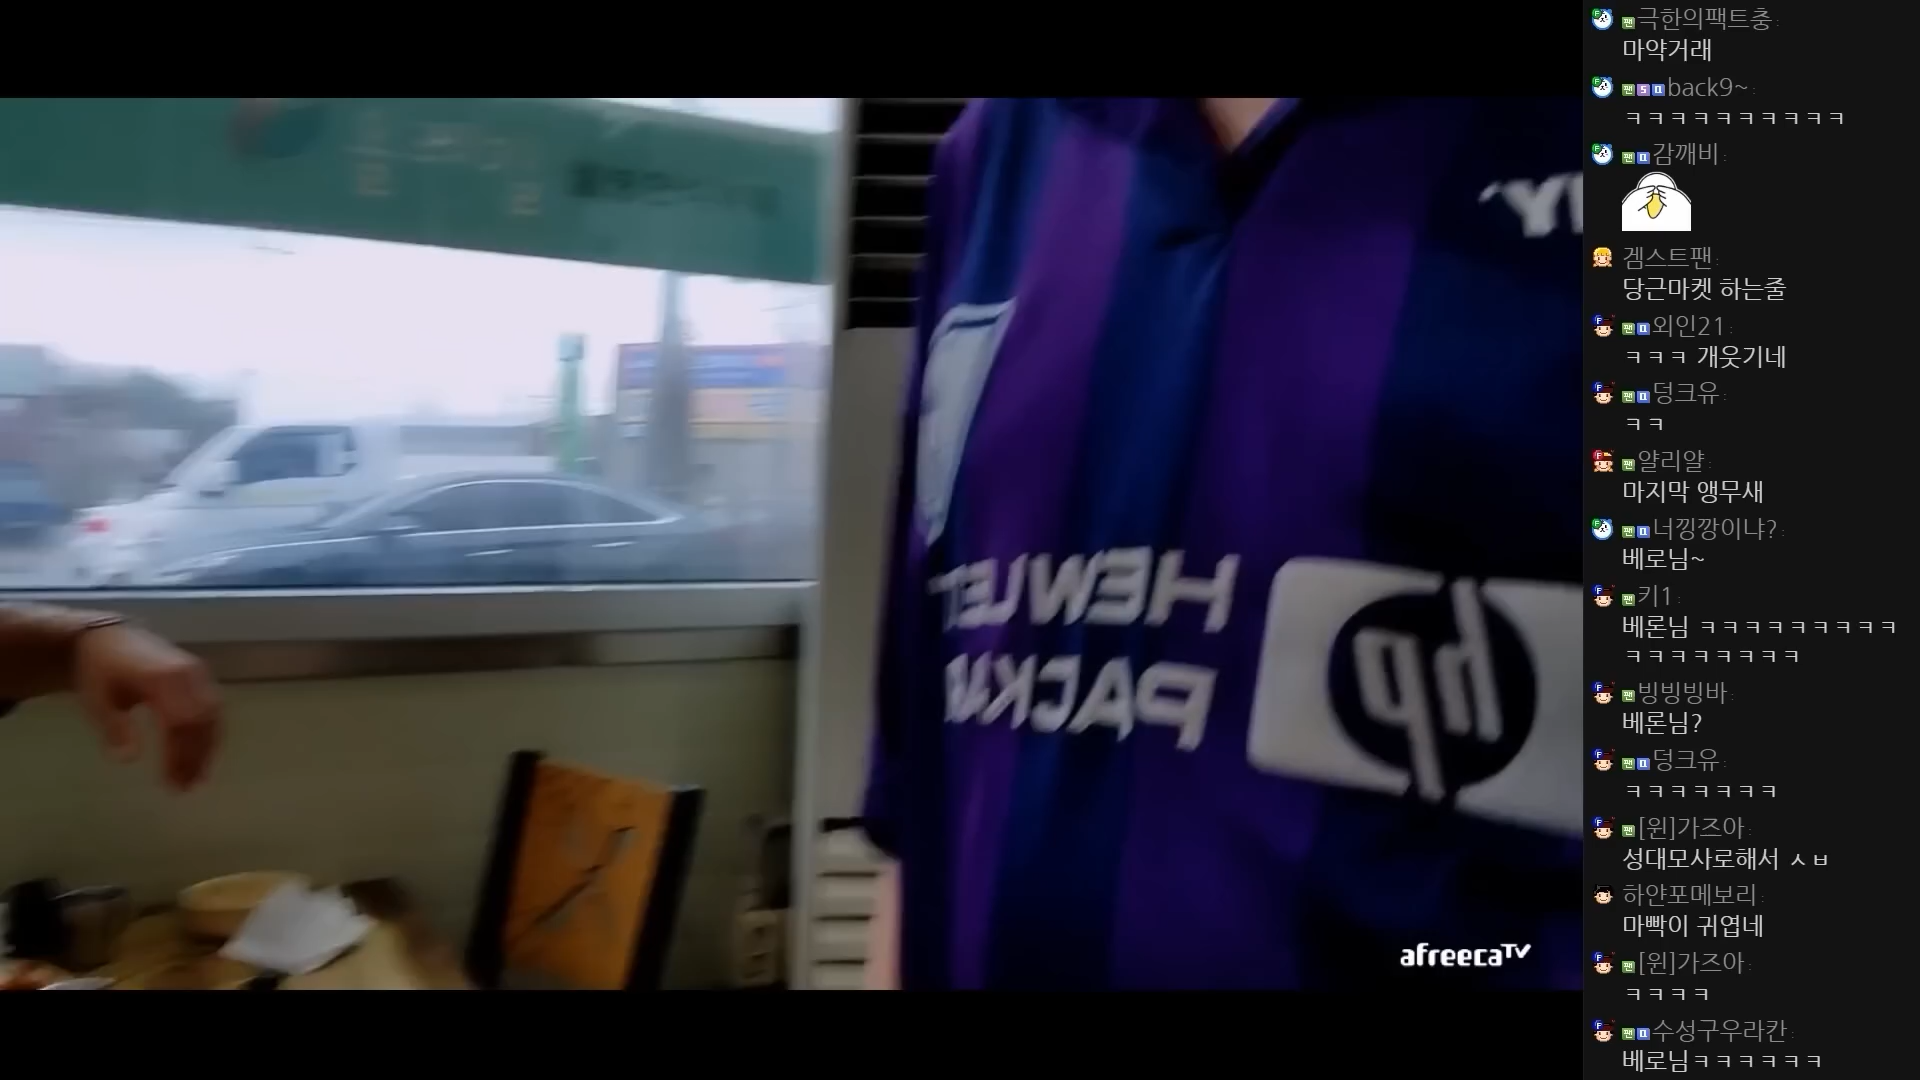 HEWLET
PACKAR
hp
afreecaTV
극한의팩트충:
마약거래
back9~:
ㅋㅋㅋㅋㅋㅋㅋㅋㅋㅋ
감깨비:
겜스트팬:
당근마켓 하는줄
외인21:
ㅋㅋㅋ 개웃기네
덩크유:
ㅋㅋ
얄리얄:
마지막 앵무새
너낑깡이냐?:
베로님~
키1:
베론님 ㅋㅋㅋㅋㅋㅋㅋㅋㅋ
ㅋㅋㅋㅋㅋㅋㅋㅋ
빙빙빙바:
베론님?
덩크유:
ㅋㅋㅋㅋㅋㅋㅋ
[윈]가즈아:
성대모사로해서 ㅅㅂ
하얀포메보리:
마빡이 귀엽네
[윈]가즈아:
ㅋㅋㅋㅋ
수성구우라칸:
베로님ㅋㅋㅋㅋㅋㅋ